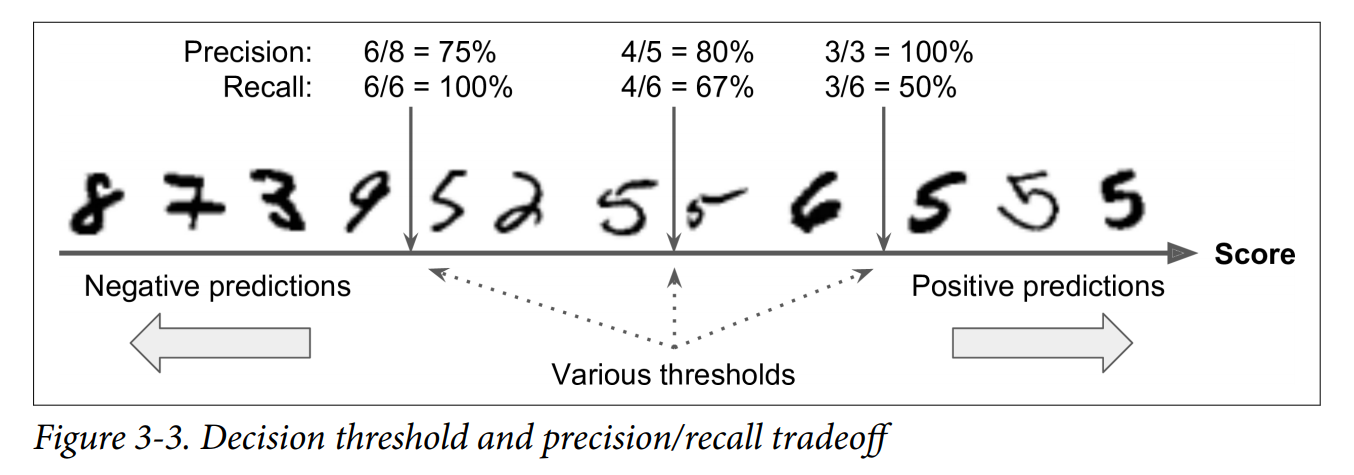 Precision: 6/8 = 75% 4/5 = 80% 3/3 = 100%
Recall: 6/6 = 100% 4/6 = 67% 3/6 = 50%
8 7 3 9 5 2 5 5 6 5 5 5
Score
Negative predictions Positive predictions
Various thresholds
Figure 3-3. Decision threshold and precision/recall tradeoff